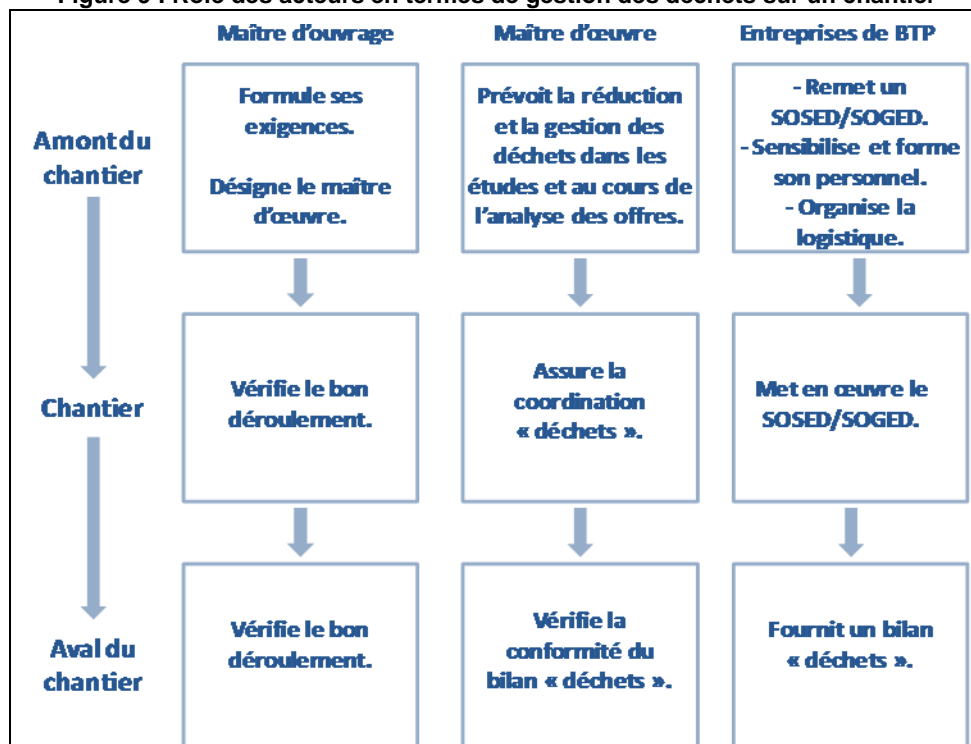 Maître d'ouvrage
Maître d'œuvre
Entreprises de BTP
Amont du
chantier
Formule ses
exigences.
Désigne le maître
d'œuvre.
Prévoit la réduction
et la gestion des
déchets dans les
études et au cours de
l'analyse des offres.
- Remet un
SOSED/SOGED.
- Sensibilise et forme
son personnel.
- Organise la
logistique.
Chantier
Vérifie le bon
déroulement.
Assure la
coordination
« déchets ».
Met en œuvre le
SOSED/SOGED.
Aval du
chantier
Vérifie le bon
déroulement.
Vérifie la
conformité du
bilan « déchets ».
Fournit un bilan
« déchets ».